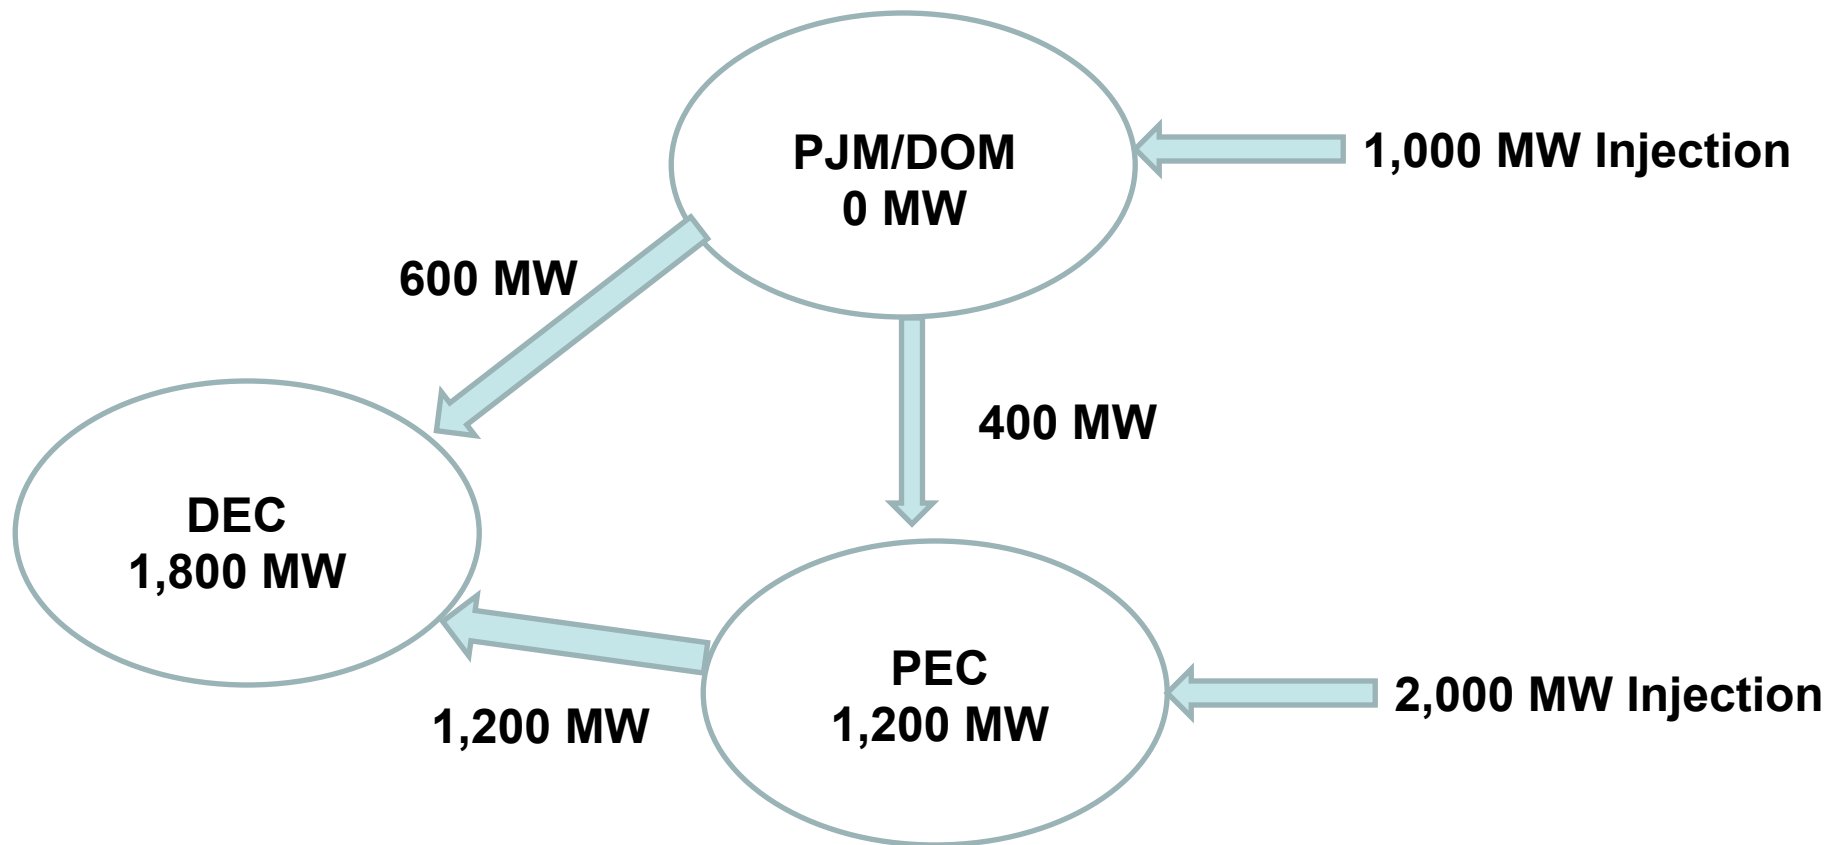 PJM/DOM
0 MW
1,000 MW Injection
600 MW
400 MW
DEC
1,800 MW
PEC
1,200 MW
2,000 MW Injection
1,200 MW